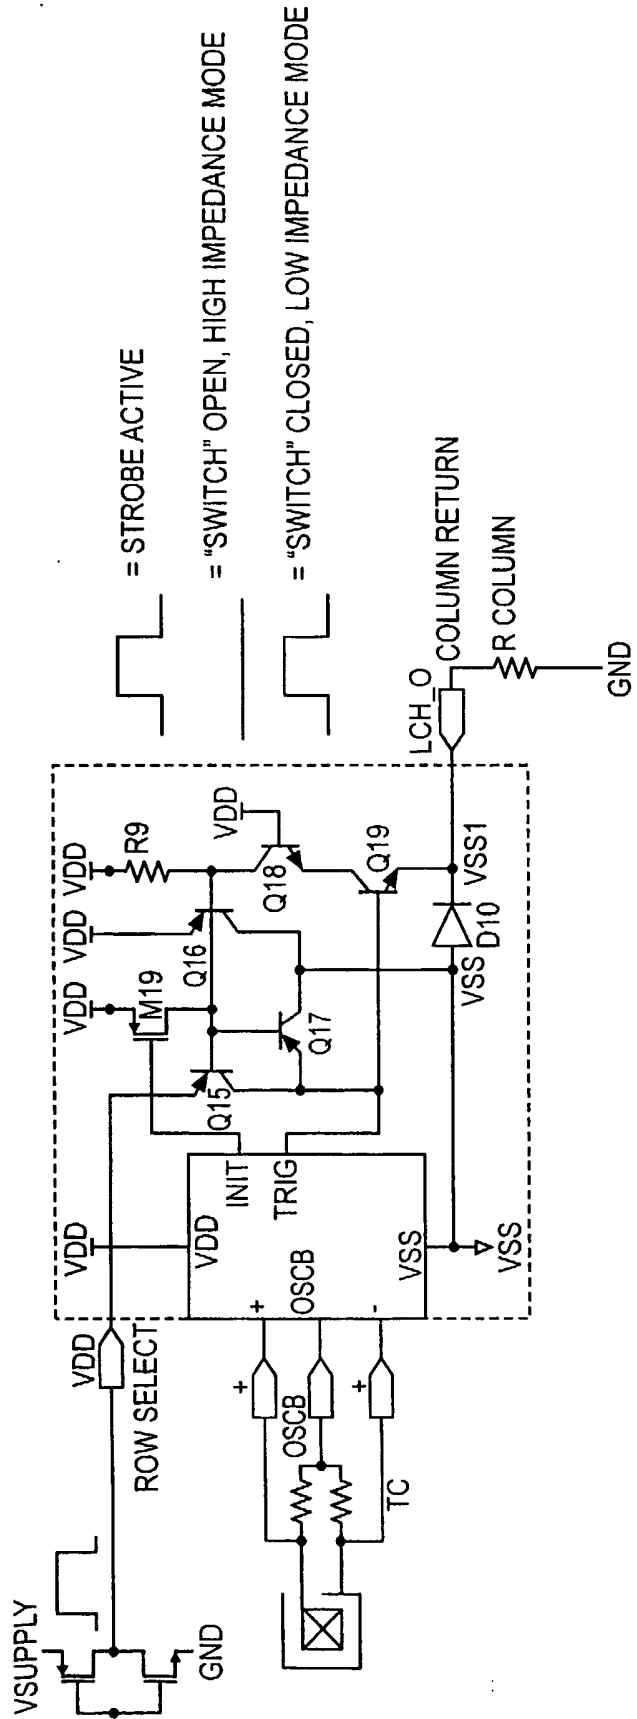 VSUPPLY
GND
VDD
ROW SELECT
+
OSCB
+
TC
+
OSCB
-
VDD
VSS
INIT
TRIG
VDD
VSS
VDD
M19
Q15
VDD
Q16
Q17
VDD
R9
VDD
Q18
Q19
VSS
D10
VSS1
LCH_O
COLUMN RETURN
R COLUMN
GND
= STROBE ACTIVE
= "SWITCH" OPEN, HIGH IMPEDANCE MODE
= "SWITCH" CLOSED, LOW IMPEDANCE MODE